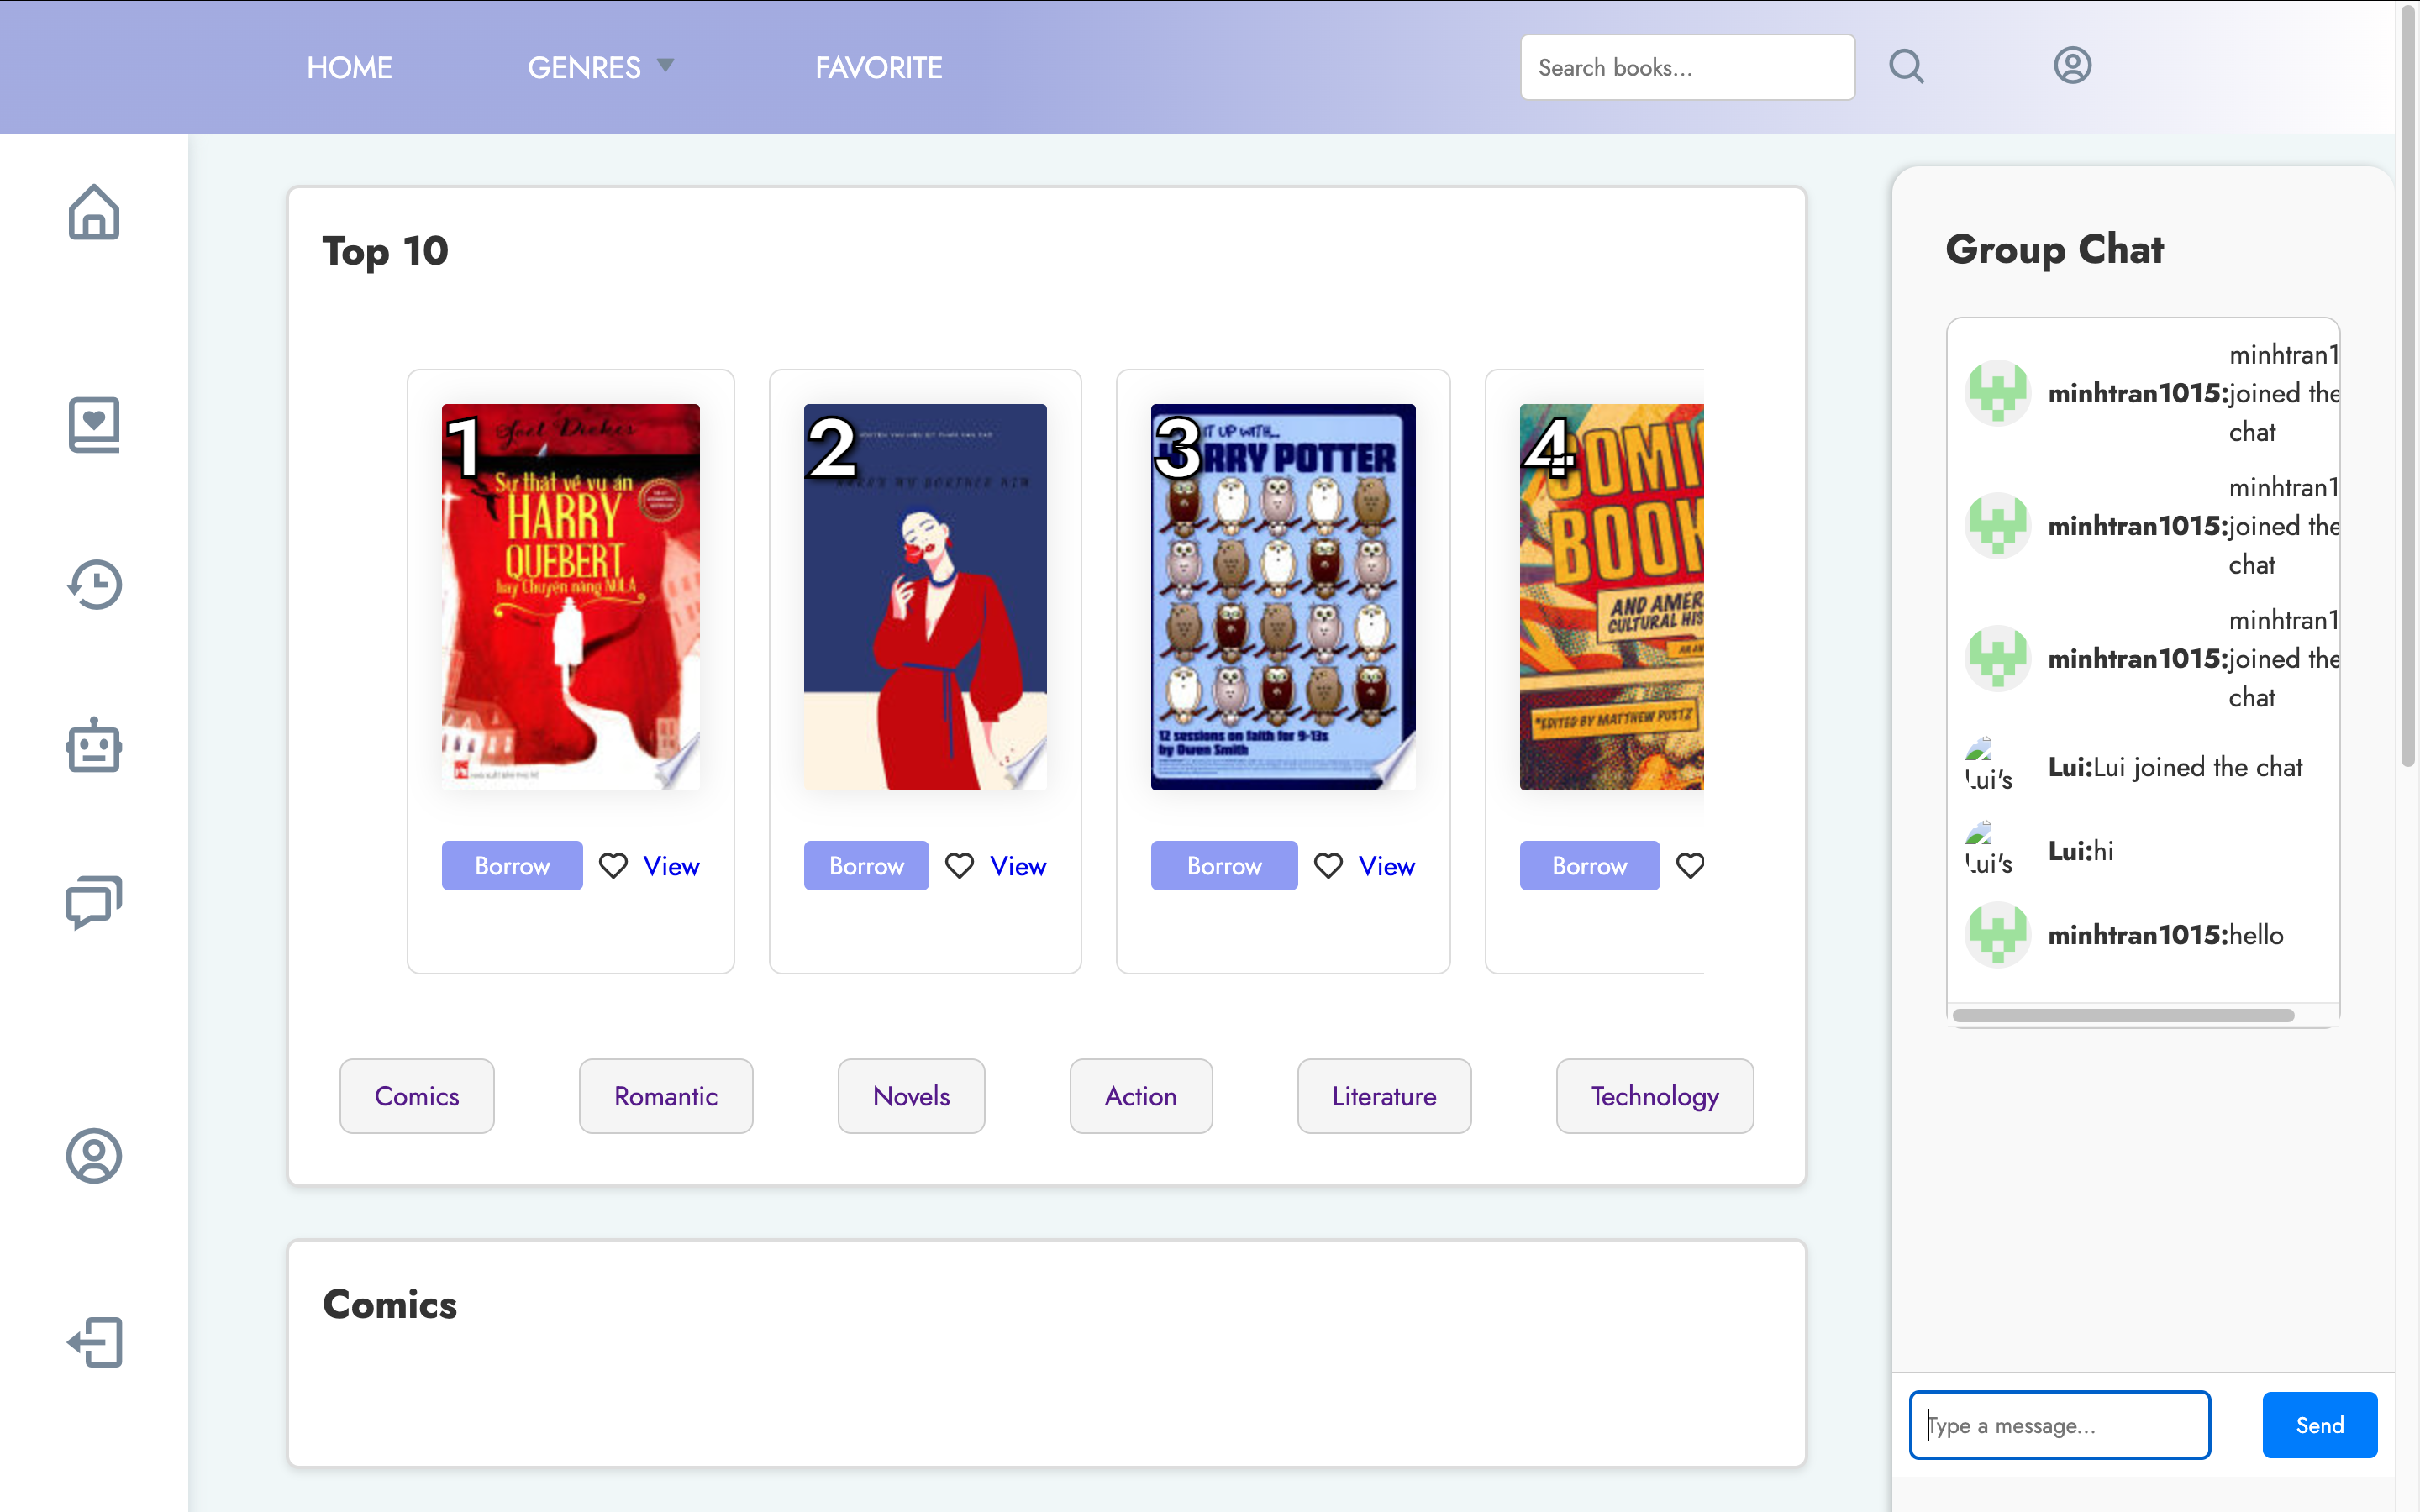 HOME
GENRES
FAVORITE
Search books...
Top 10
1
Joel Dicker
Sự thật về vụ án
HARRY
QUEBERT
hay Chuyện nàng NOLA
Borrow
View
2
HARRY MY BORTHER KIM
Borrow
View
3
IT UP WITH...
RRY POTTER
12 sessions on faith for 9-13s
by Owen Smith
Borrow
View
4
COMI
BOOK
AND AMER
CULTURAL HIS
EDITED BY MATTHEW PUSTZ
Borrow
Comics
Romantic
Novels
Action
Literature
Technology
Comics
Group Chat
minhtran1015:
minhtran1
joined the
chat
minhtran1015:
minhtran1
joined the
chat
minhtran1015:
minhtran1
joined the
chat
Lui's
Lui:Lui joined the chat
Lui's
Lui:hi
minhtran1015:hello
Type a message...
Send